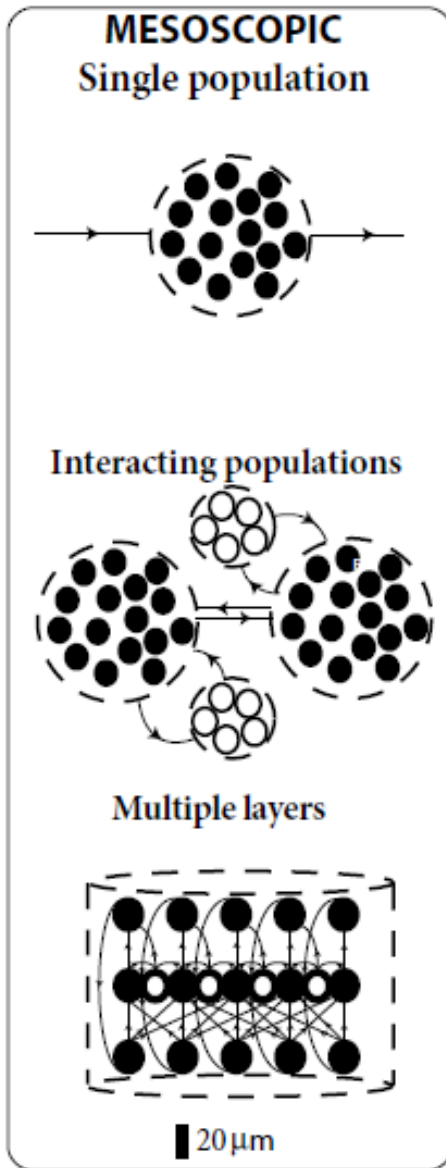 MESOSCOPIC
Single population
Interacting populations
Multiple layers
20 μm